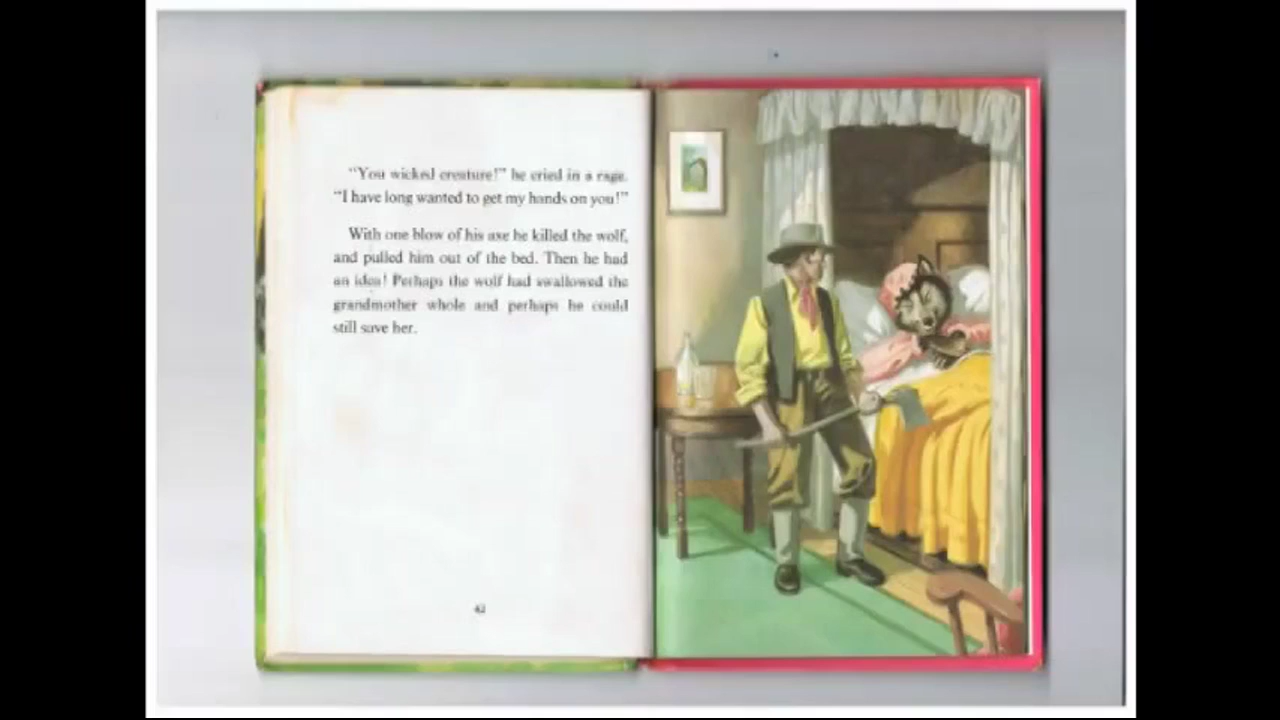 “You wicked creature!” he cried in a rage.
“I have long wanted to get my hands on you!”
With one blow of his axe he killed the wolf,
and pulled him out of the bed. Then he had
an idea! Perhaps the wolf had swallowed the
grandmother whole and perhaps he could
still save her.
42